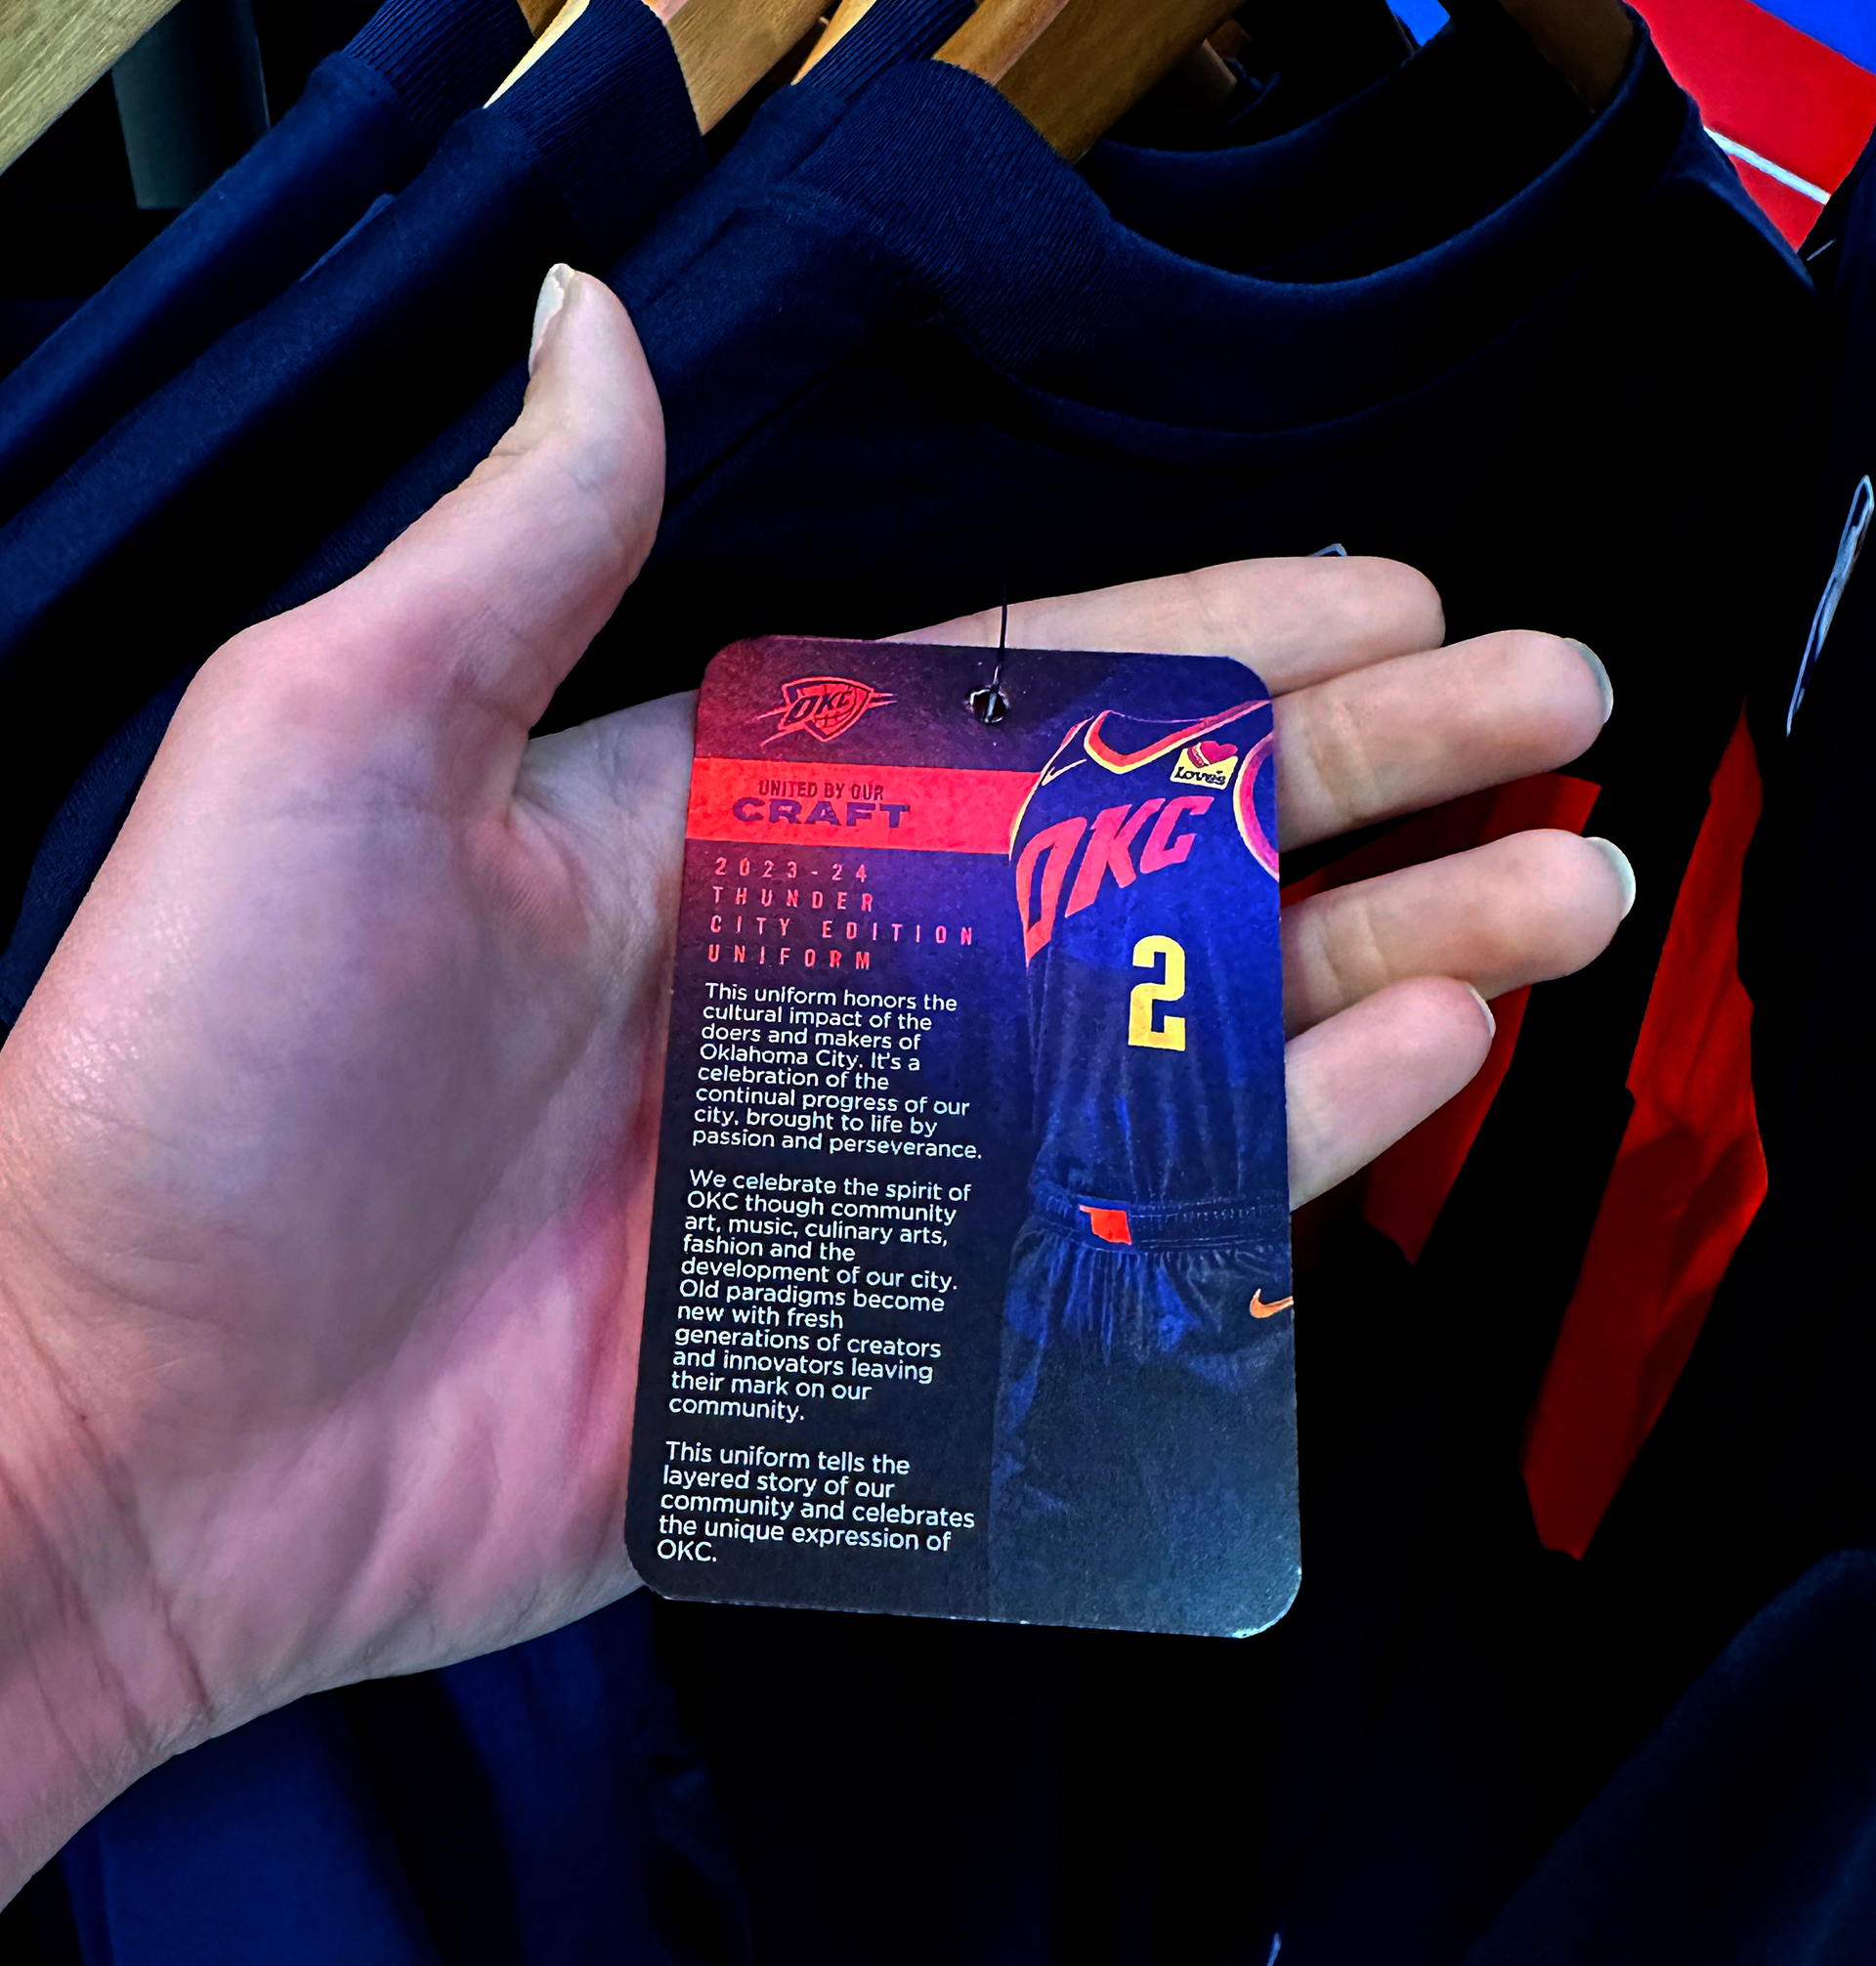 OKC
UNITED BY OUR
CRAFT
2023-24
THUNDER
CITY EDITION
UNIFORM
This uniform honors the
cultural impact of the
doers and makers of
Oklahoma City. It's a
celebration of the
continual progress of our
city, brought to life by
passion and perseverance.
We celebrate the spirit of
OKC though community
art, music, culinary arts,
fashion and the
development of our city.
Old paradigms become
new with fresh
generations of creators
and innovators leaving
their mark on our
community.
This uniform tells the
layered story of our
community and celebrates
the unique expression of
OKC.
Love's
OKC
2